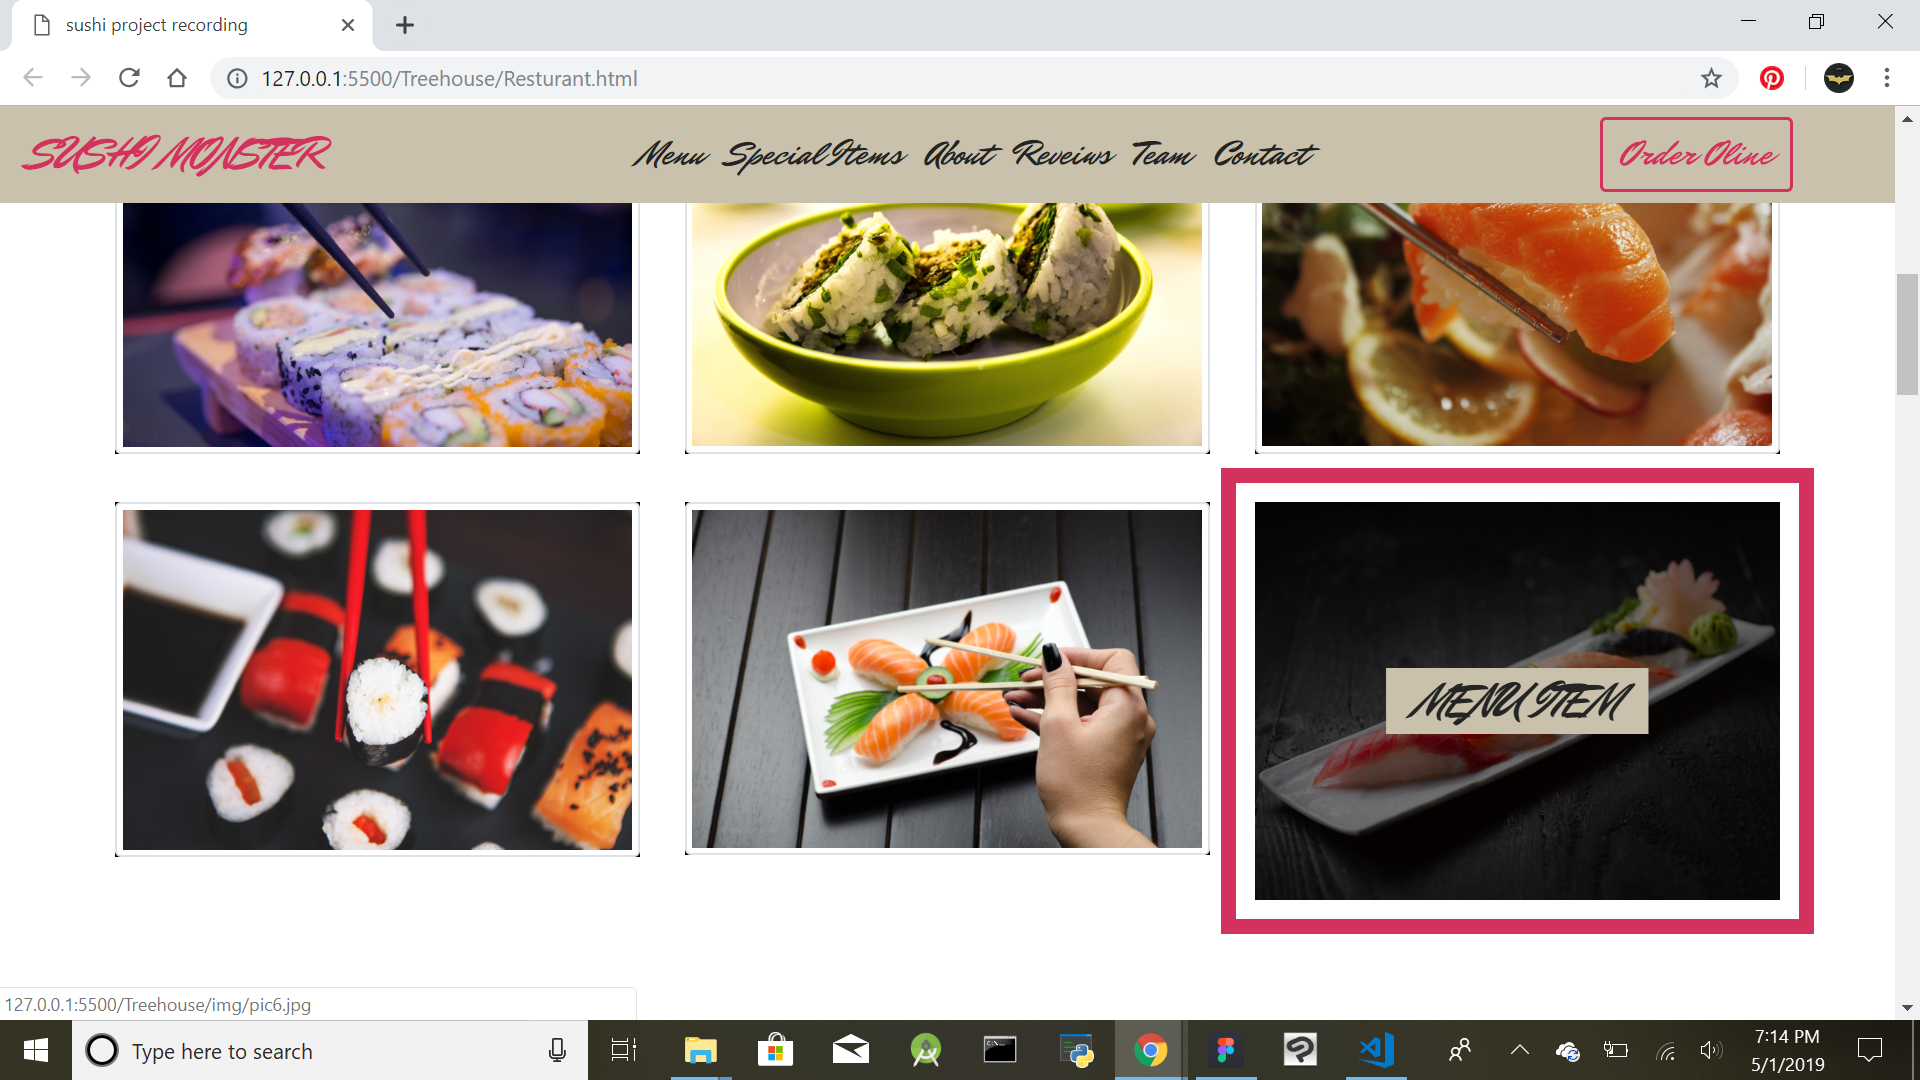 sushi project recording
127.0.0.1:5500/Treehouse/Resturant.html
SUSHI MONSTER
Menu Special Items About Reveiws Team Contact
Order Oline
MENU ITEM
127.0.0.1:5500/Treehouse/img/pic6.jpg
Type here to search
7:14 PM
5/1/2019